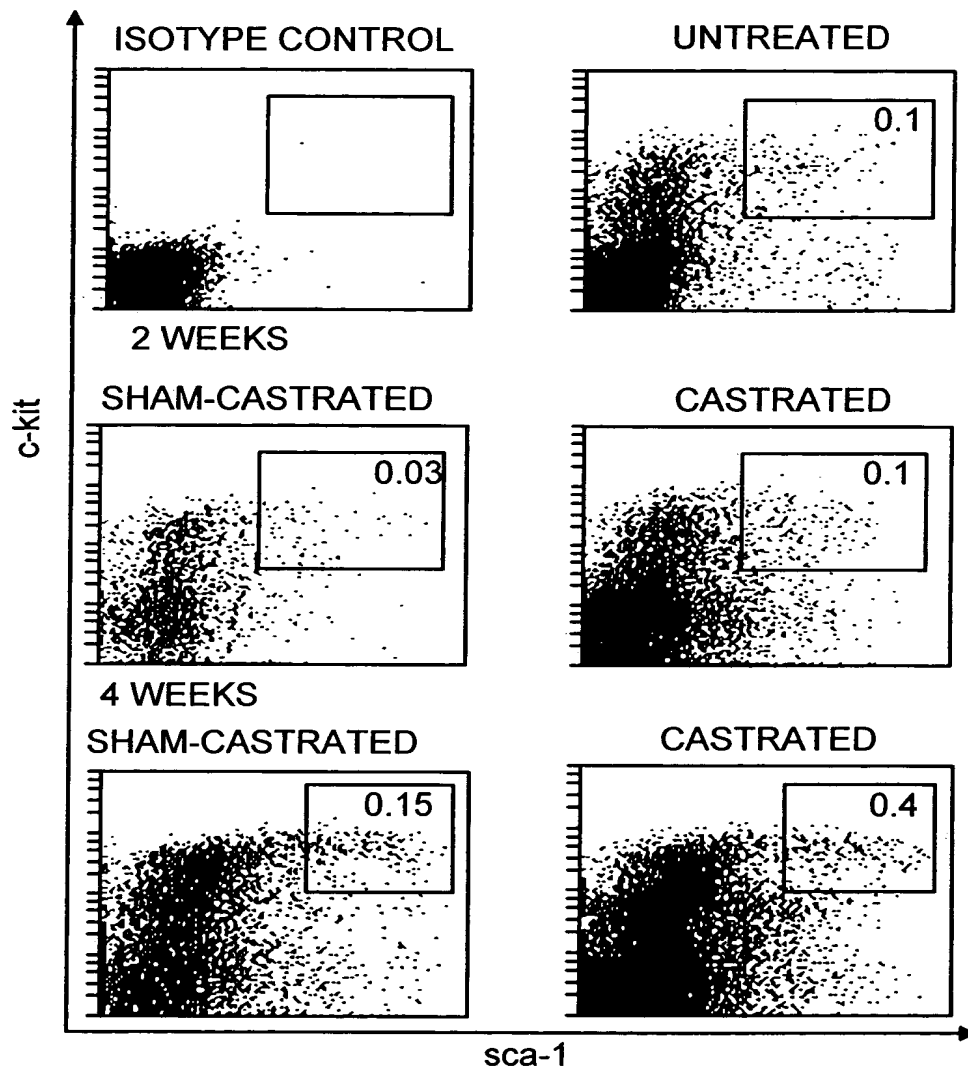 ISOTYPE CONTROL
UNTREATED
0.1
2 WEEKS
SHAM-CASTRATED
CASTRATED
0.03
0.1
4 WEEKS
SHAM-CASTRATED
CASTRATED
0.15
0.4
c-kit
sca-1